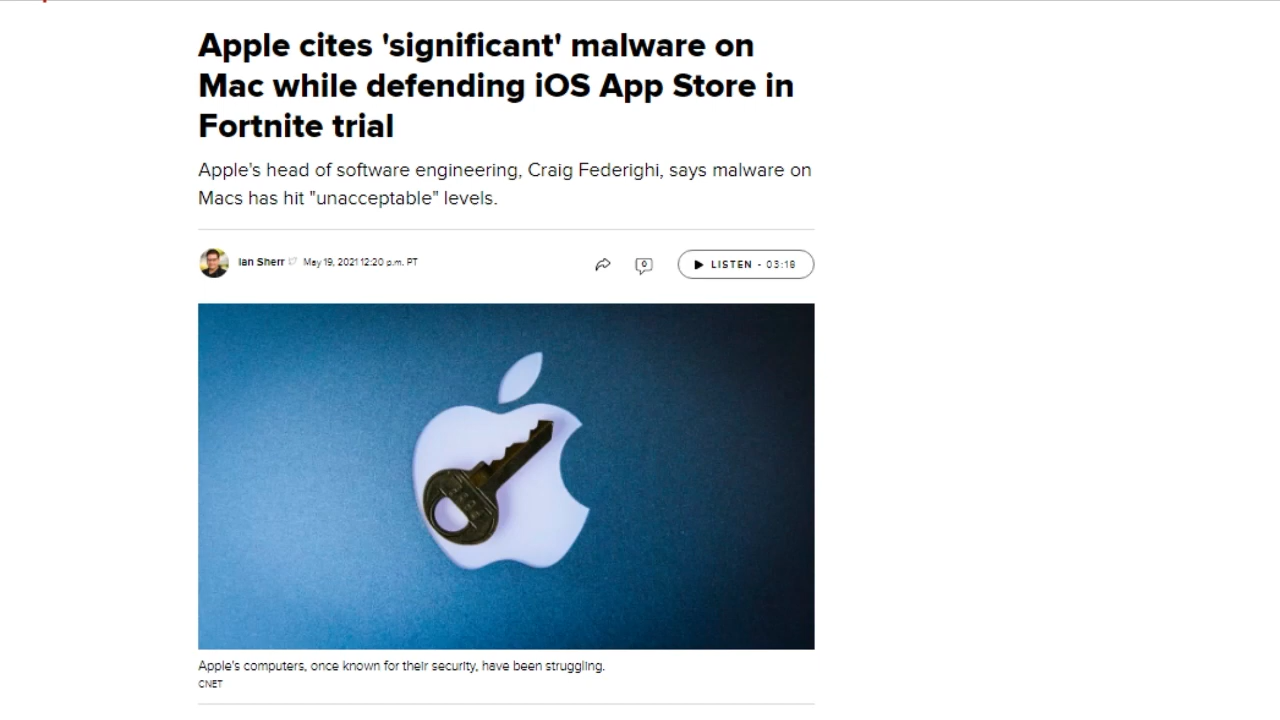 Apple cites 'significant' malware on
Mac while defending iOS App Store in
Fortnite trial
Apple's head of software engineering, Craig Federighi, says malware on
Macs has hit "unacceptable" levels.
Ian Sherr May 19, 2021 12:20 p.m. PT
0
LISTEN - 03:19
Apple's computers, once known for their security, have been struggling.
CNET